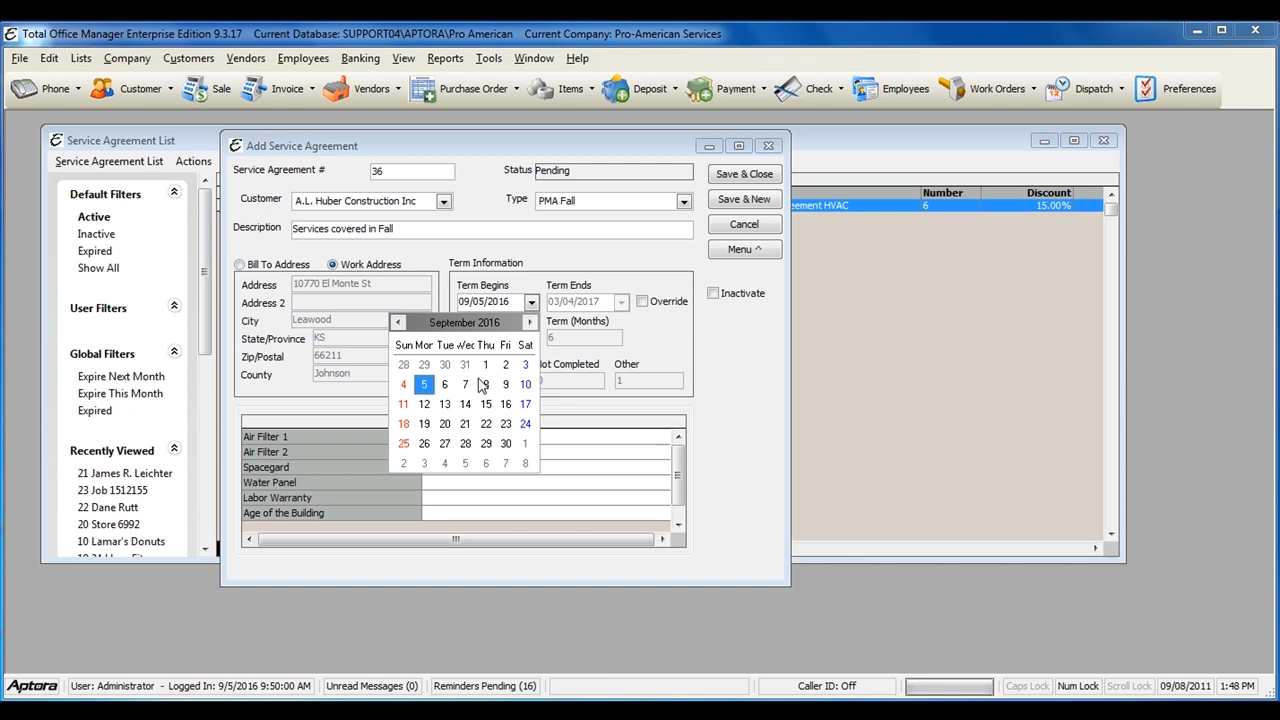 Total Office Manager Enterprise Edition 9.3.17 Current Database: SUPPORT04\APTORA\Pro American Current Company: Pro-American Services
File Edit Lists Company Customers Vendors Employees Banking View Reports Tools Window Help
Phone Customer Sale Invoice Vendors Purchase Order Items Deposit Payment Check Employees Work Orders Dispatch Preferences
Service Agreement List
Service Agreement List Actions
Default Filters
Active
Inactive
Expired
Show All
User Filters
Global Filters
Expire Next Month
Expire This Month
Expired
Recently Viewed
21 James R. Leichter
23 Job 1512155
22 Dane Rutt
20 Store 6992
10 Lamar's Donuts
Add Service Agreement
Service Agreement # 36 Status Pending
Customer A.L. Huber Construction Inc Type PMA Fall
Description Services covered in Fall
Save & Close
Save & New
Cancel
Menu ^
Inactivate
Bill To Address Work Address
Address 10770 El Monte St
Address 2
City Leawood
State/Province KS
Zip/Postal 66211
County Johnson
Term Information
Term Begins Term Ends
09/05/2016 03/04/2017 Override
Term (Months)
6
Not Completed Other
0 1
September 2016
Sun Mon Tue Wed Thu Fri Sat
28 29 30 31 1 2 3
4 5 6 7 8 9 10
11 12 13 14 15 16 17
18 19 20 21 22 23 24
25 26 27 28 29 30 1
2 3 4 5 6 7 8
Air Filter 1
Air Filter 2
Spacegard
Water Panel
Labor Warranty
Age of the Building
Number Discount
eement HVAC 6 15.00%
Aptora User: Administrator - Logged In: 9/5/2016 9:50:00 AM Unread Messages (0) Reminders Pending (16) Caller ID: Off Caps Lock Num Lock Scroll Lock 09/08/2011 1:48 PM